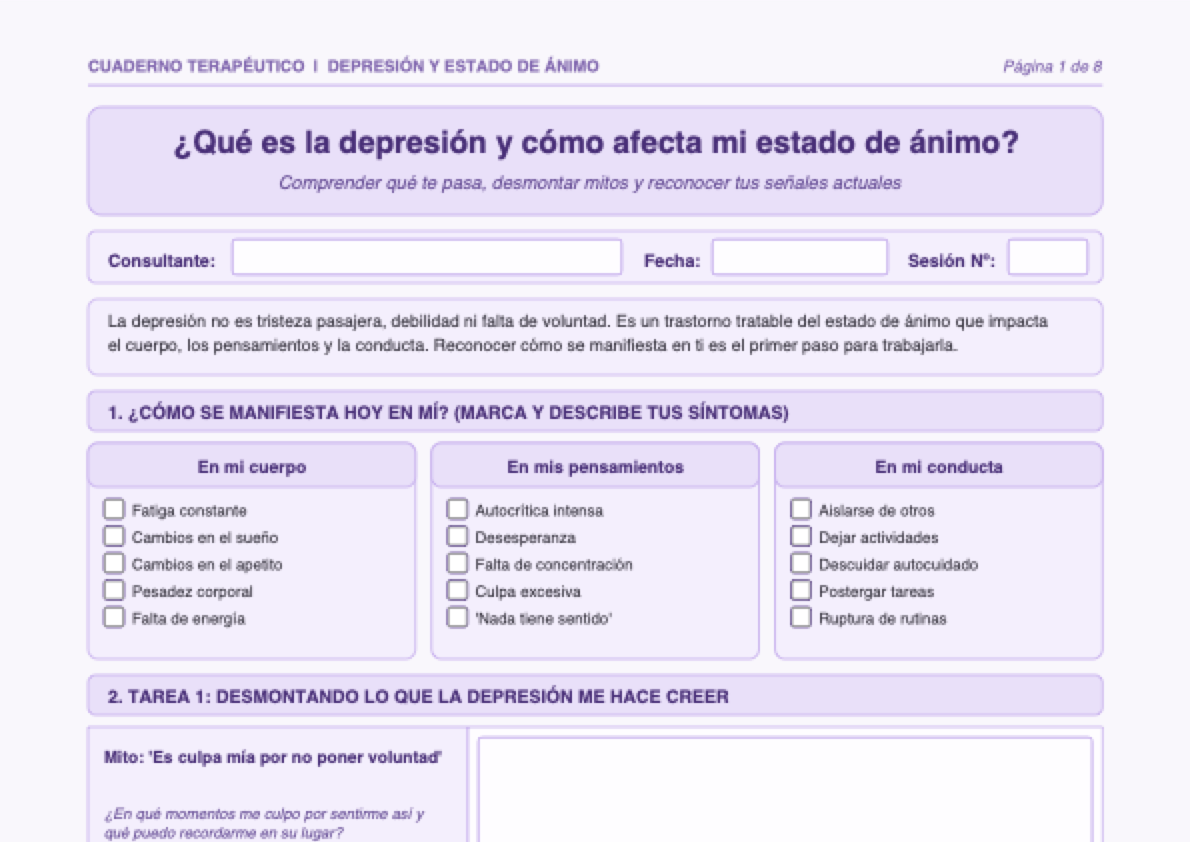 CUADERNO TERAPÉUTICO | DEPRESIÓN Y ESTADO DE ÁNIMO
Página 1 de 8
¿Qué es la depresión y cómo afecta mi estado de ánimo?
Comprender qué te pasa, desmontar mitos y reconocer tus señales actuales
Consultante:
Fecha:
Sesión Nº:
La depresión no es tristeza pasajera, debilidad ni falta de voluntad. Es un trastorno tratable del estado de ánimo que impacta
el cuerpo, los pensamientos y la conducta. Reconocer cómo se manifiesta en ti es el primer paso para trabajarla.
1. ¿CÓMO SE MANIFIESTA HOY EN MÍ? (MARCA Y DESCRIBE TUS SÍNTOMAS)
En mi cuerpo
Fatiga constante
Cambios en el sueño
Cambios en el apetito
Pesadez corporal
Falta de energía
En mis pensamientos
Autocrítica intensa
Desesperanza
Falta de concentración
Culpa excesiva
'Nada tiene sentido'
En mi conducta
Aislarse de otros
Dejar actividades
Descuidar autocuidado
Postergar tareas
Ruptura de rutinas
2. TAREA 1: DESMONTANDO LO QUE LA DEPRESIÓN ME HACE CREER
Mito: 'Es culpa mía por no poner voluntad'
¿En qué momentos me culpo por sentirme así y
qué puedo recordarme en su lugar?